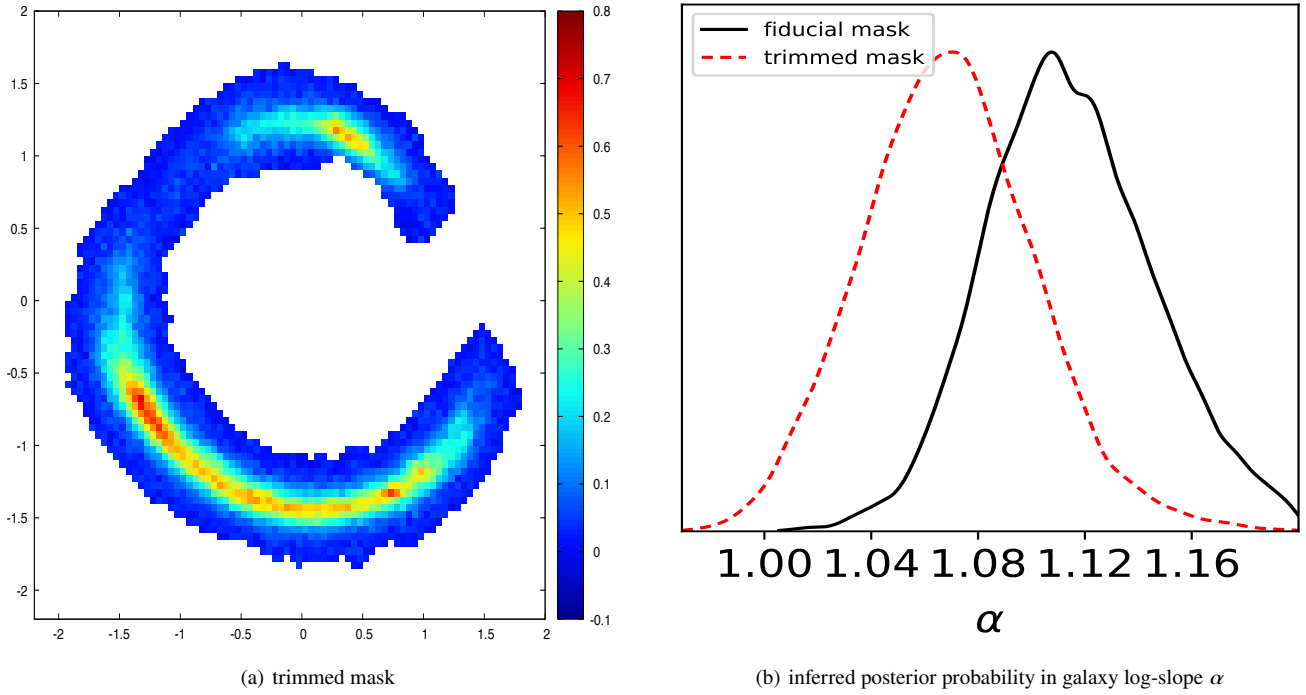 2
1.5
1
0.5
0
-0.5
-1
-1.5
-2
-2 -1.5 -1 -0.5 0 0.5 1 1.5 2
0.8
0.7
0.6
0.5
0.4
0.3
0.2
0.1
0
-0.1
(a) trimmed mask
fiducial mask
trimmed mask
1.00 1.04 1.08 1.12 1.16
α
(b) inferred posterior probability in galaxy log-slope α